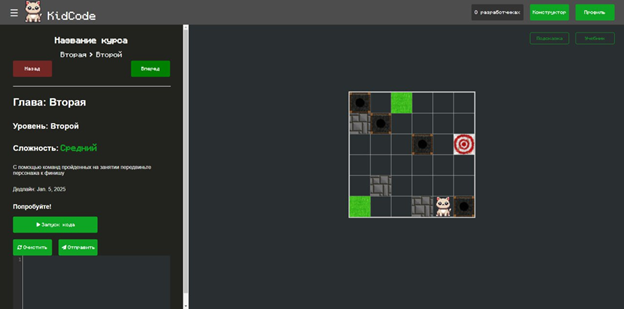 KidCode
О разработчиках
Конструктор
Профиль
Название курса
Вторая > Второй
Назад
Вперед
Глава: Вторая
Уровень: Второй
Сложность: Средний
С помощью команд пройденных на занятии передвиньте
персонажа к финишу
Дедлайн: Jan. 5, 2025
Попробуйте!
Запуск кода
Очистить
Отправить
1